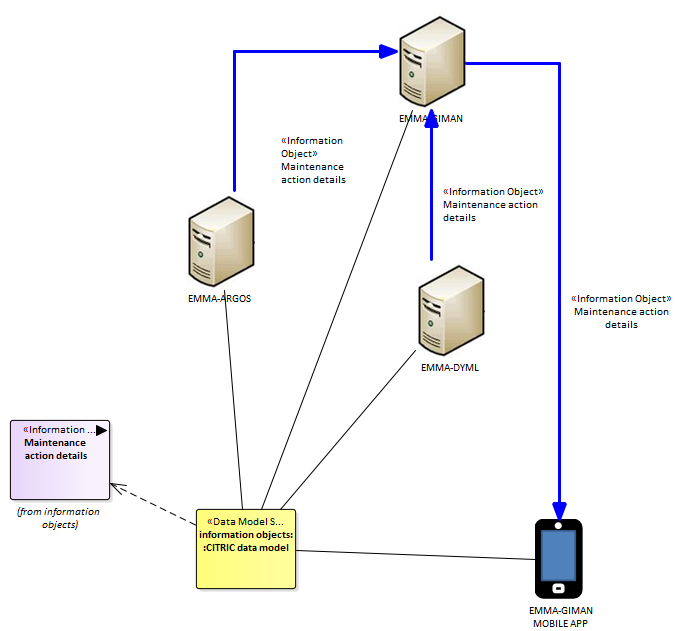 EMMA-GIMAN
«Information
Object»
Maintenance
action details
«Information Object»
Maintenance action
details
EMMA-ARGOS
«Information Object»
Maintenance action
details
EMMA-DYML
«Information ...
Maintenance
action details
(from information
objects)
«Data Model S...
information objects:
:CITRIC data model
EMMA-GIMAN
MOBILE APP